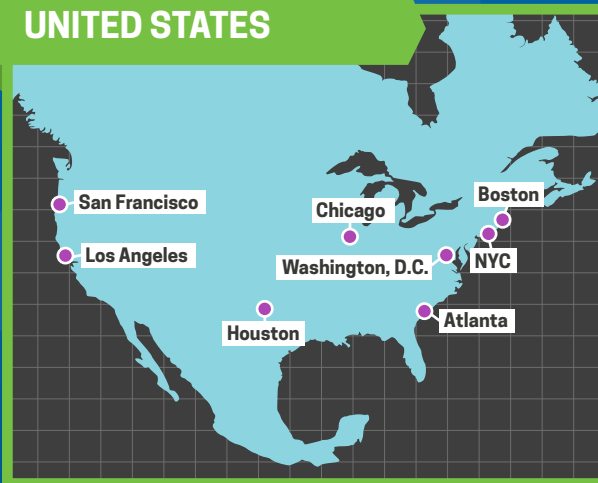 UNITED STATES
San Francisco
Los Angeles
Chicago
Boston
Washington, D.C.
NYC
Houston
Atlanta